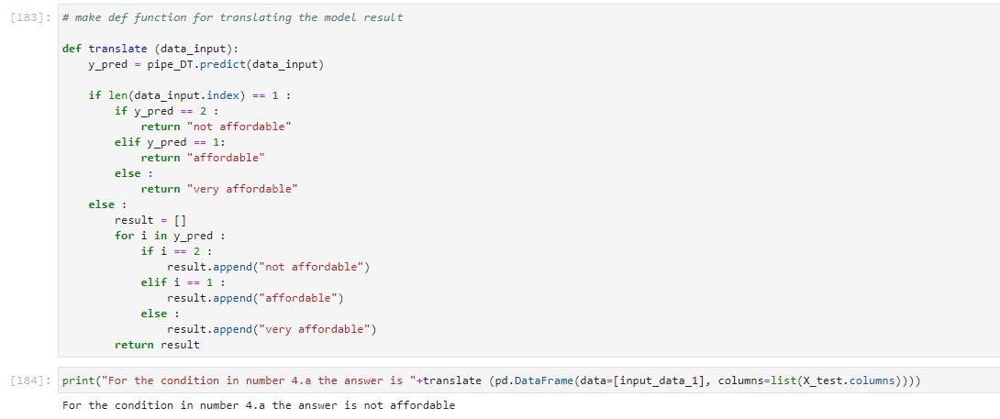 [183]: # make def function for translating the model result
def translate (data_input):
    y_pred = pipe_DT.predict(data_input)
    if len(data_input.index) == 1 :
        if y_pred == 2 :
            return "not affordable"
        elif y_pred == 1:
            return "affordable"
        else :
            return "very affordable"
    else :
        result = []
        for i in y_pred :
            if i == 2 :
                result.append("not affordable")
            elif i == 1 :
                result.append("affordable")
            else :
                result.append("very affordable")
        return result
[184]: print("For the condition in number 4.a the answer is "+translate (pd.DataFrame(data=[input_data_1], columns=list(X_test.columns))))
For the condition in number 4.a the answer is not affordable